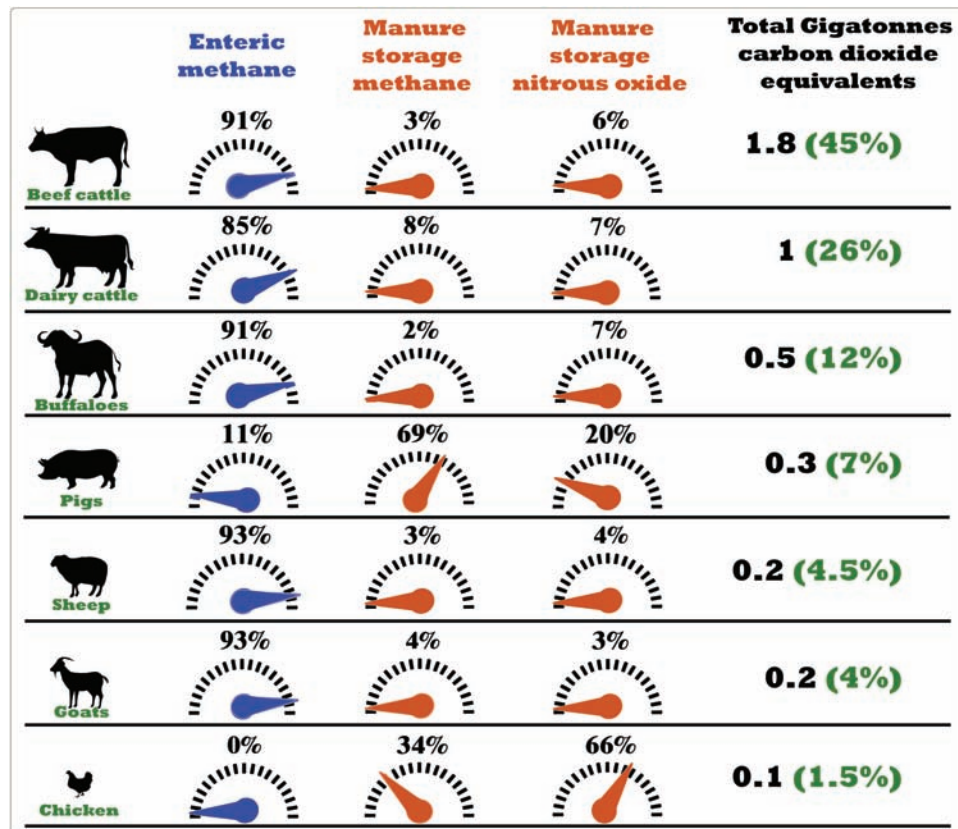 Enteric
methane
Manure
storage
methane
Manure
storage
nitrous oxide
Total Gigatonnes
carbon dioxide
equivalents
91%
3%
6%
1.8 (45%)
Beef cattle
85%
8%
7%
1 (26%)
Dairy cattle
91%
2%
7%
0.5 (12%)
Buffaloes
11%
69%
20%
0.3 (7%)
Pigs
93%
3%
4%
0.2 (4.5%)
Sheep
93%
4%
3%
0.2 (4%)
Goats
0%
34%
66%
0.1 (1.5%)
Chicken